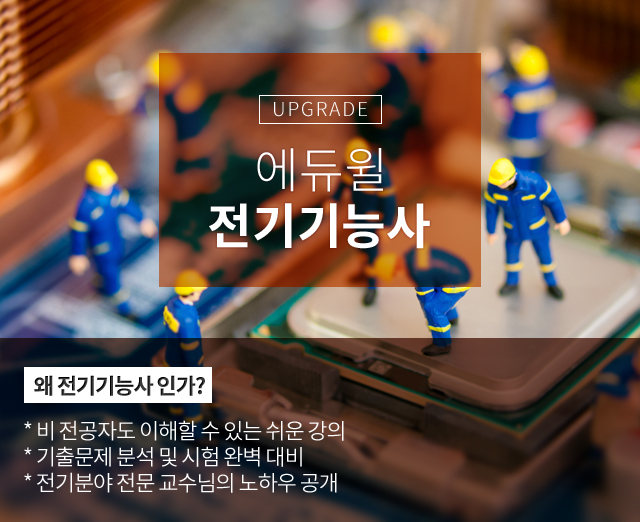 UPGRADE
에듀윌
전기기능사
왜 전기기능사 인가?
* 비 전공자도 이해할 수 있는 쉬운 강의
* 기출문제 분석 및 시험 완벽 대비
* 전기분야 전문 교수님의 노하우 공개